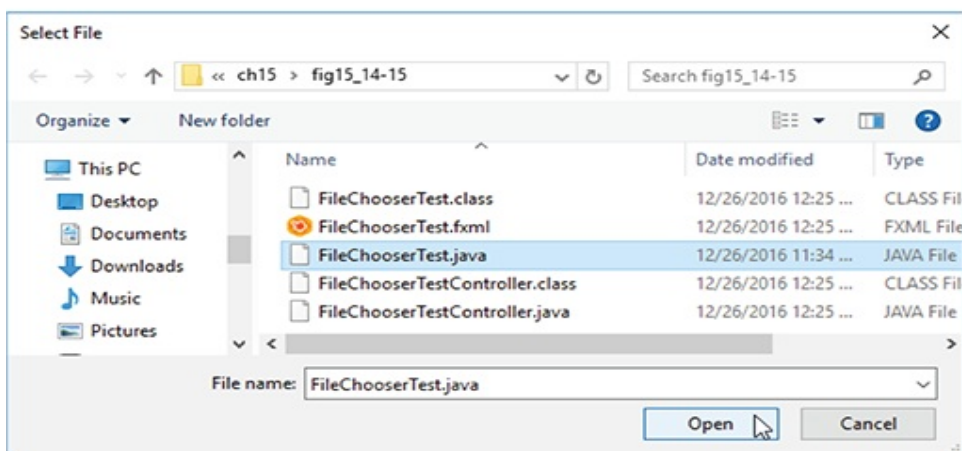 Select File
« ch15 > fig15_14-15
Search fig15_14-15
Organize
New folder
This PC
Desktop
Documents
Downloads
Music
Pictures
Name
Date modified
Type
FileChooserTest.class 12/26/2016 12:25 ... CLASS Fil
FileChooserTest.fxml 12/26/2016 12:25 ... FXML File
FileChooserTest.java 12/26/2016 11:34 ... JAVA File
FileChooserTestController.class 12/26/2016 12:25 ... CLASS Fil
FileChooserTestController.java 12/26/2016 12:25 ... JAVA File
File name: FileChooserTest.java
Open
Cancel